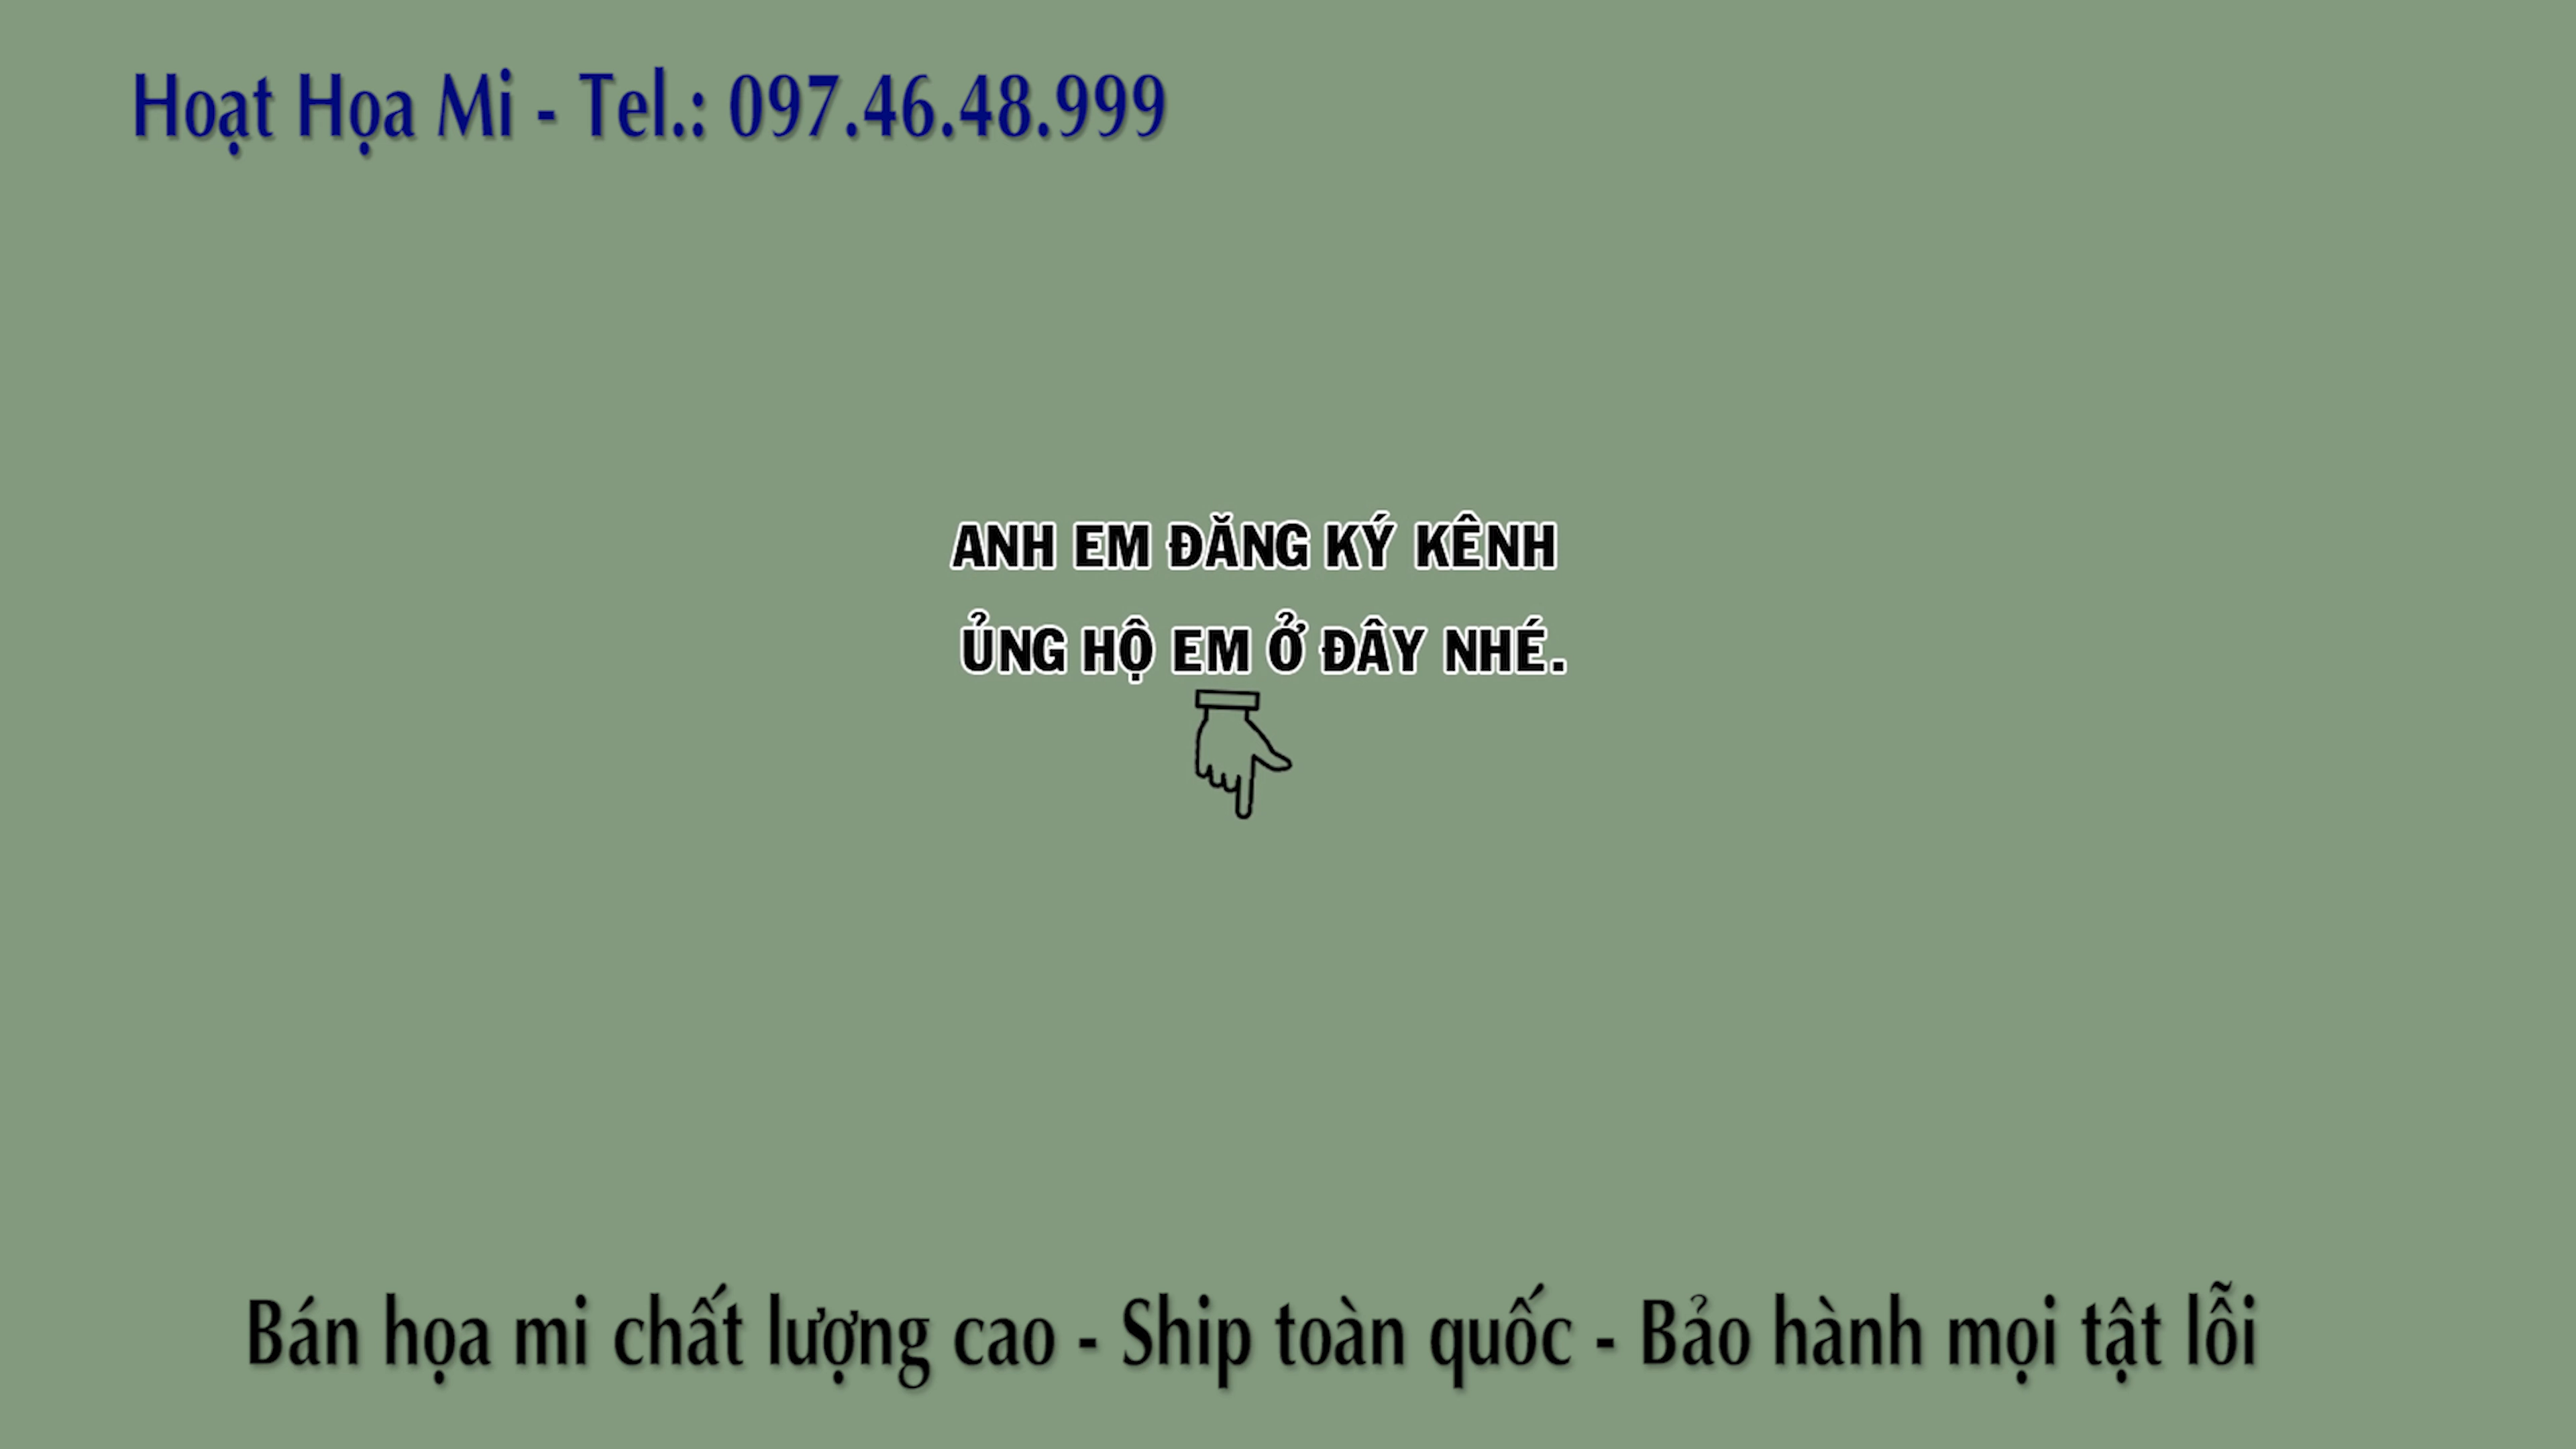 Hoạt Họa Mi - Tel.: 097.46.48.999
ANH EM ĐĂNG KÝ KÊNH
ỦNG HỘ EM Ở ĐÂY NHÉ.
Bán họa mi chất lượng cao - Ship toàn quốc - Bảo hành mọi tật lỗi